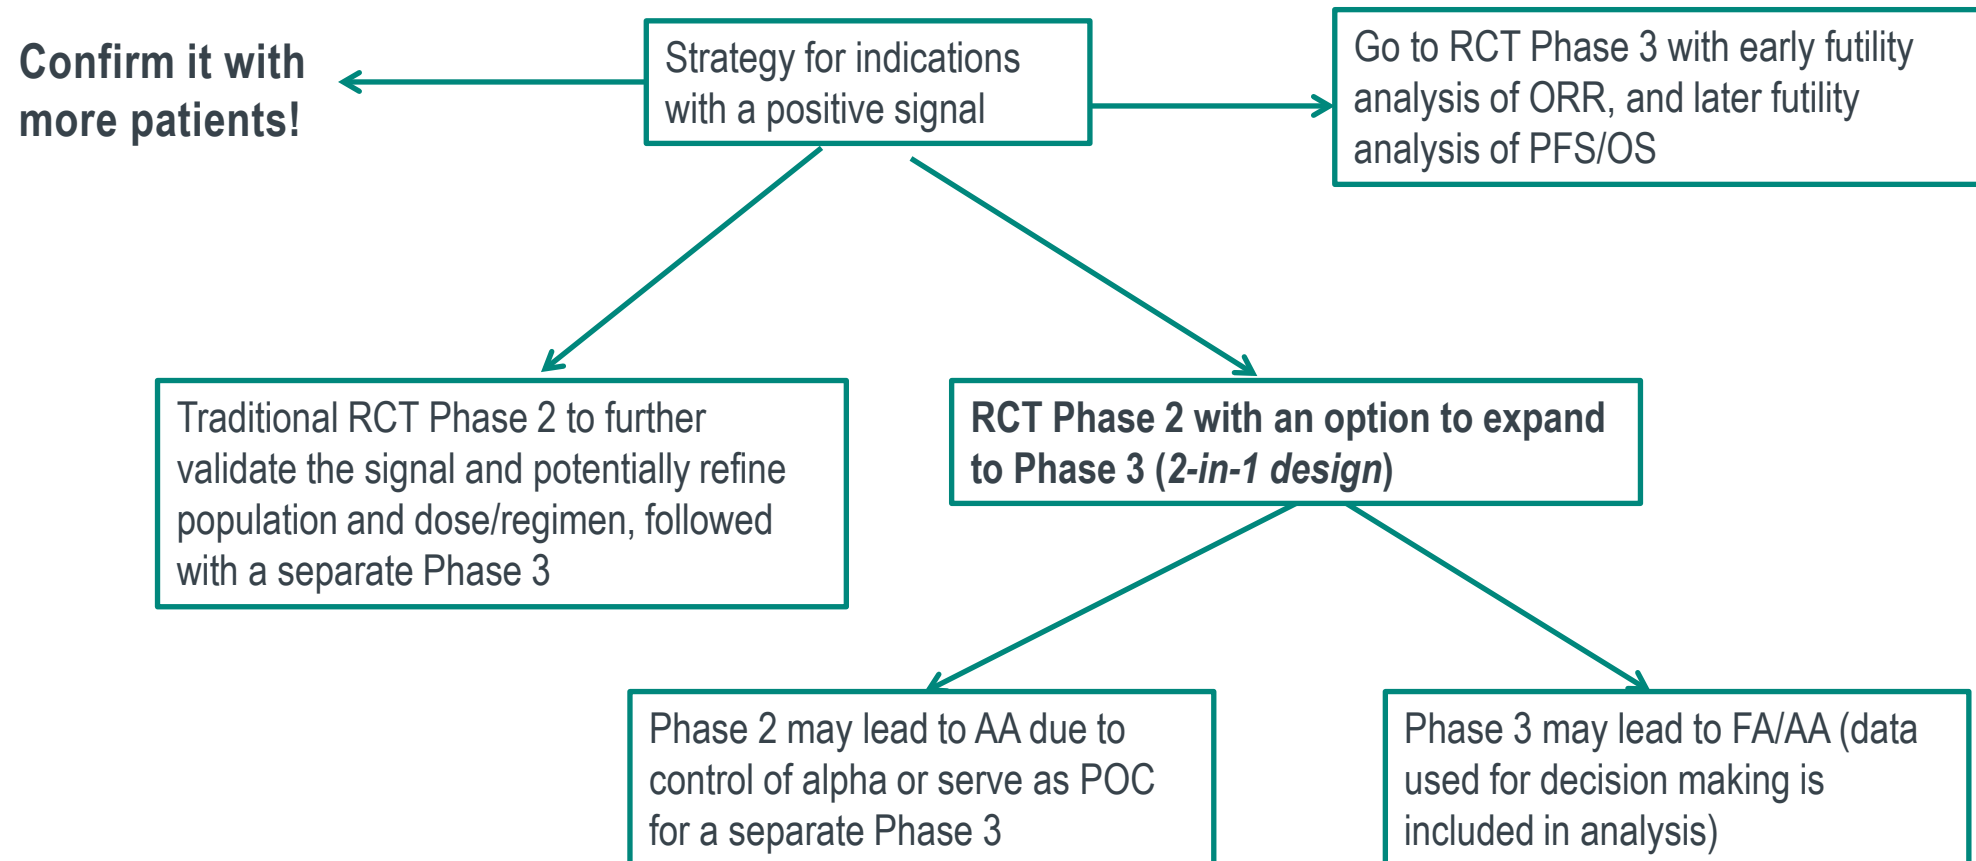 Confirm it with
more patients!
Strategy for indications
with a positive signal
Go to RCT Phase 3 with early futility
analysis of ORR, and later futility
analysis of PFS/OS
Traditional RCT Phase 2 to further
validate the signal and potentially refine
population and dose/regimen, followed
with a separate Phase 3
RCT Phase 2 with an option to expand
to Phase 3 (2-in-1 design)
Phase 2 may lead to AA due to
control of alpha or serve as POC
for a separate Phase 3
Phase 3 may lead to FA/AA (data
used for decision making is
included in analysis)